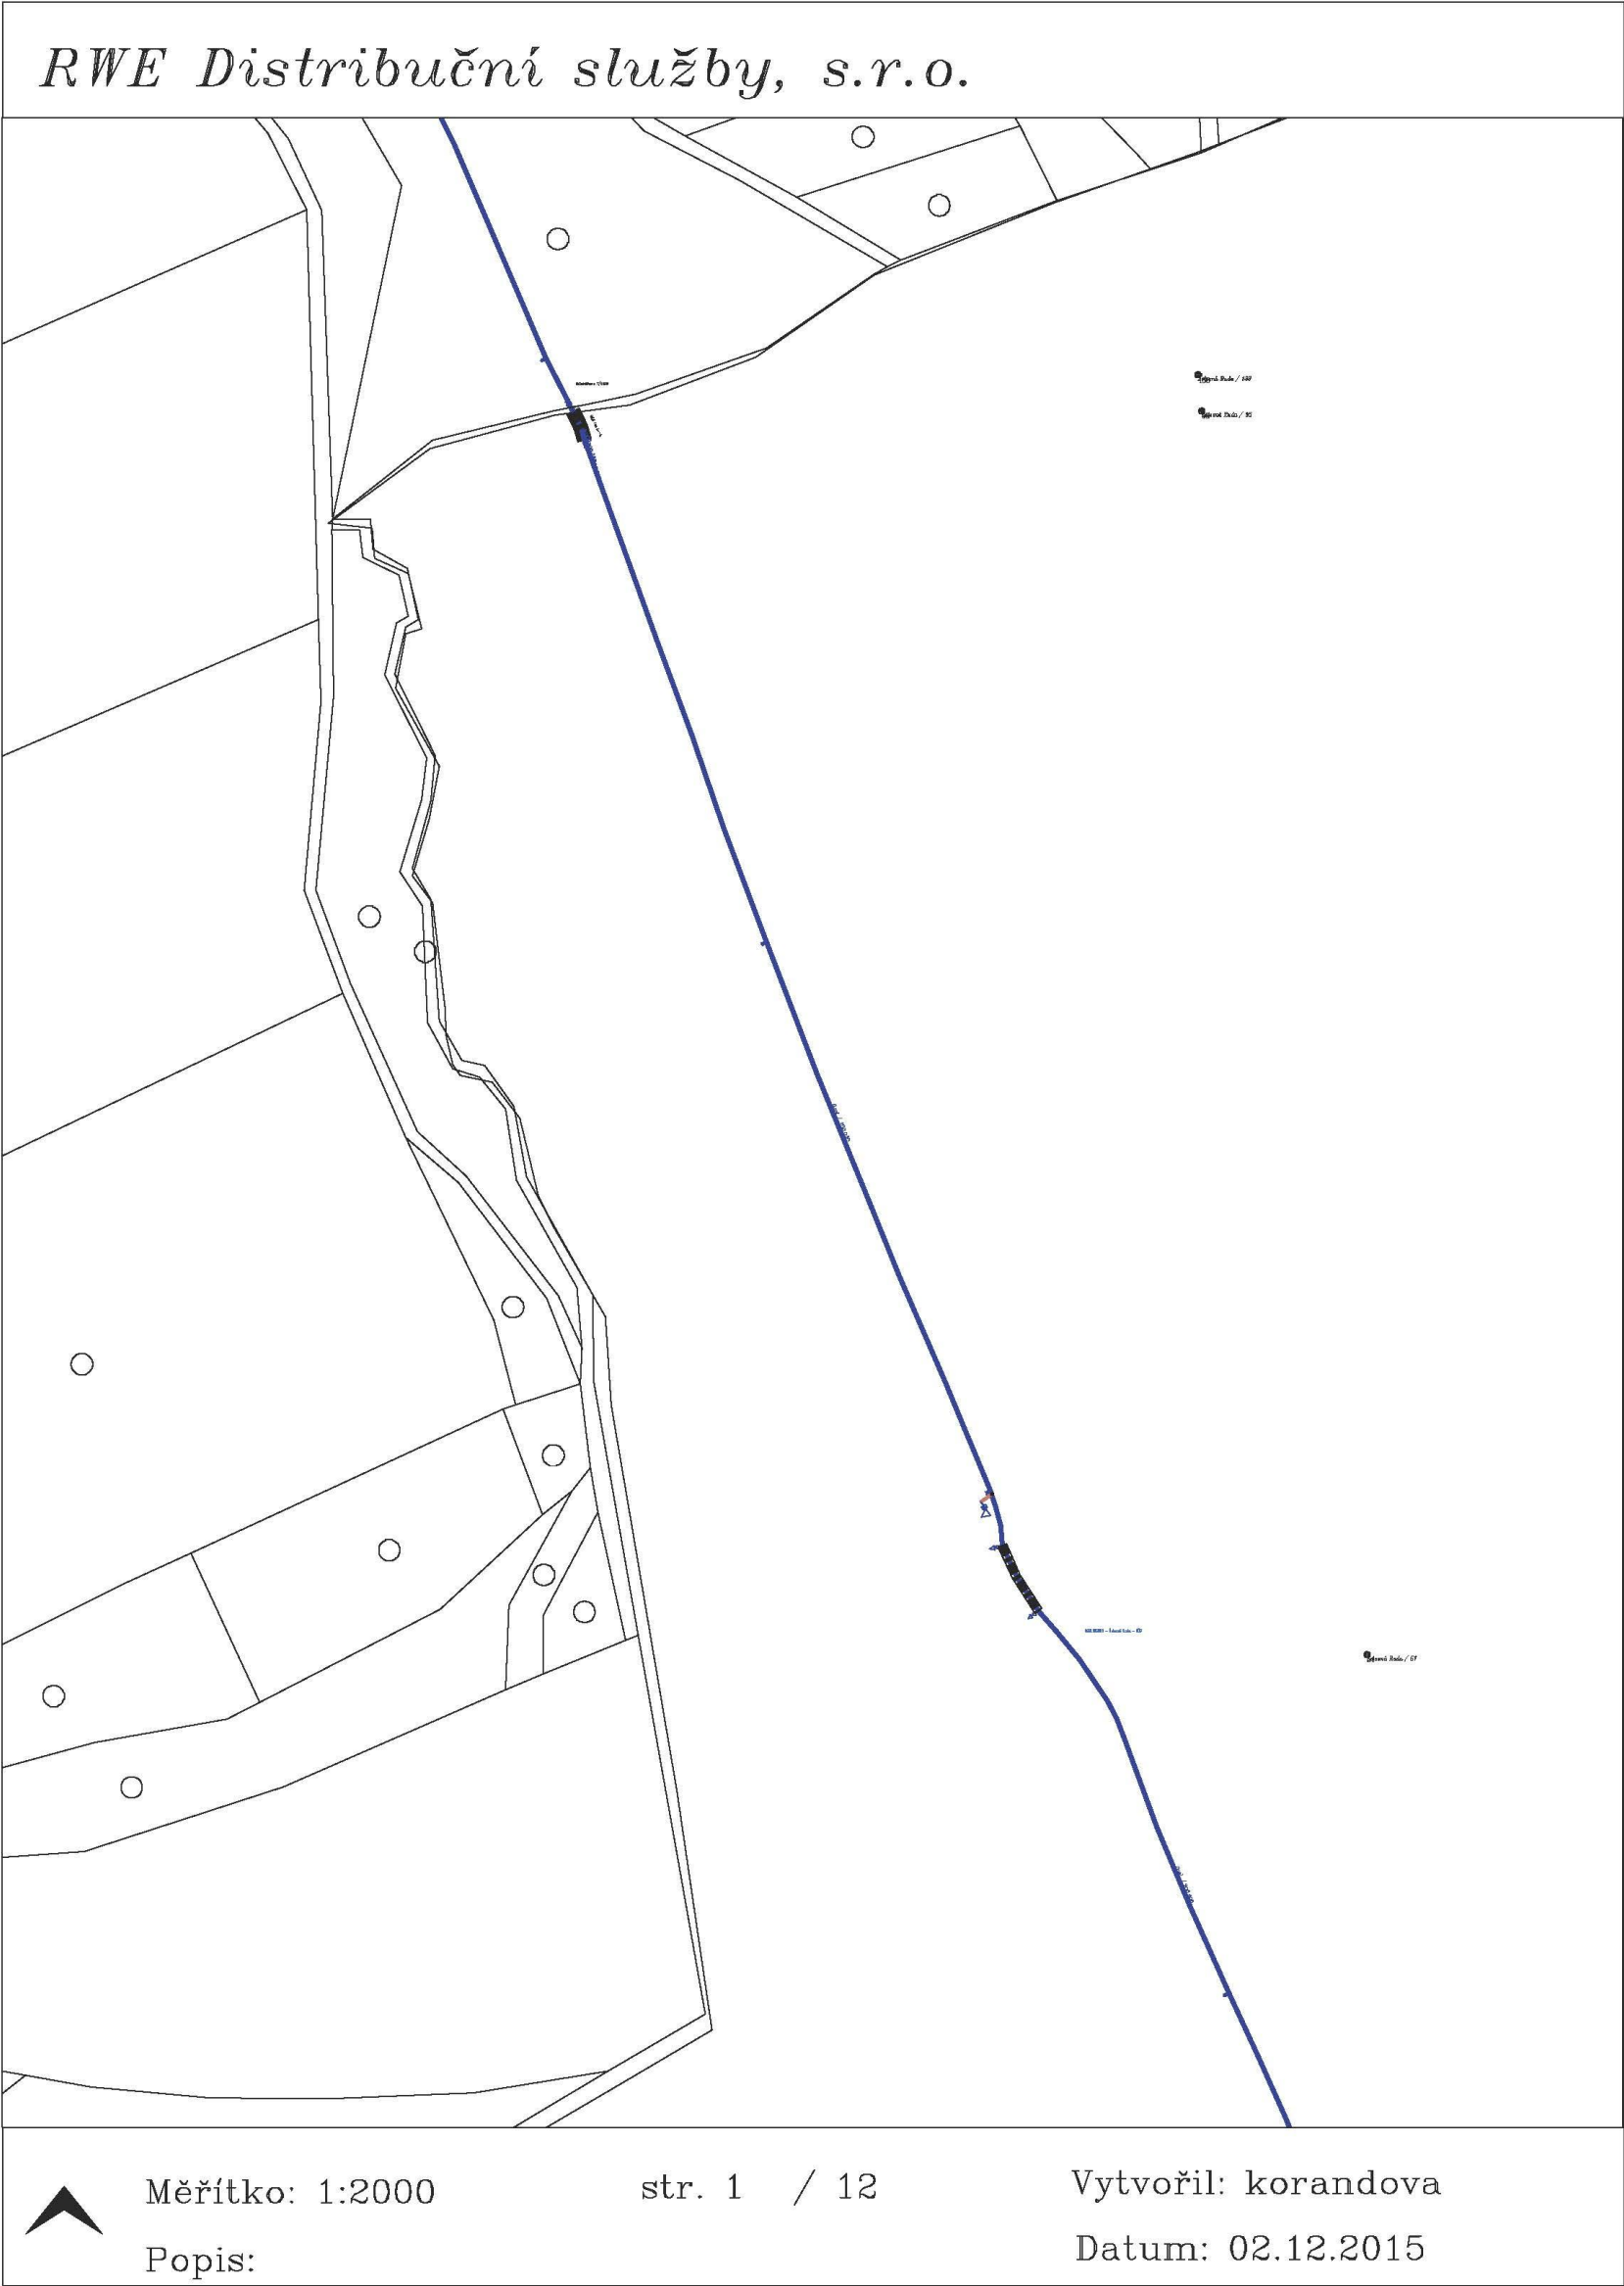 RWE Distribuční služby, s.r.o.
Měřítko: 1:2000
str. 1 / 12
Vytvořil: korandova
Popis:
Datum: 02.12.2015